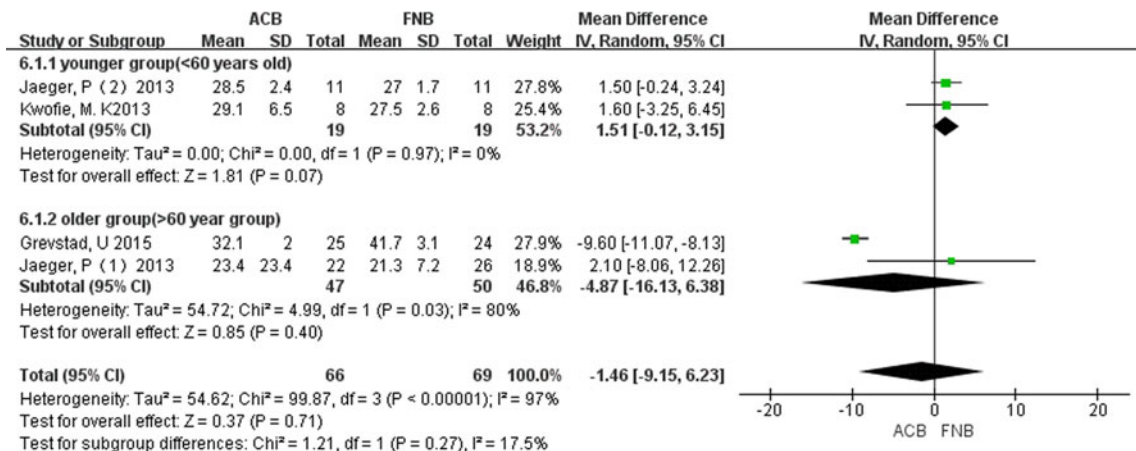 ACB FNB Mean Difference Mean Difference
Study or Subgroup Mean SD Total Mean SD Total Weight IV, Random, 95% CI IV, Random, 95% CI
6.1.1 younger group(<60 years old)
Jaeger, P (2) 2013 28.5 2.4 11 27 1.7 11 27.8% 1.50 [-0.24, 3.24]
Kwofie, M. K2013 29.1 6.5 8 27.5 2.6 8 25.4% 1.60 [-3.25, 6.45]
Subtotal (95% CI) 19 19 53.2% 1.51 [-0.12, 3.15]
Heterogeneity: Tau² = 0.00; Chi² = 0.00, df = 1 (P = 0.97); I² = 0%
Test for overall effect: Z = 1.81 (P = 0.07)
6.1.2 older group(>60 year group)
Grevstad, U 2015 32.1 2 25 41.7 3.1 24 27.9% -9.60 [-11.07, -8.13]
Jaeger, P (1) 2013 23.4 23.4 22 21.3 7.2 26 18.9% 2.10 [-8.06, 12.26]
Subtotal (95% CI) 47 50 46.8% -4.87 [-16.13, 6.38]
Heterogeneity: Tau² = 54.72; Chi² = 4.99, df = 1 (P = 0.03); I² = 80%
Test for overall effect: Z = 0.85 (P = 0.40)
Total (95% CI) 66 69 100.0% -1.46 [-9.15, 6.23]
Heterogeneity: Tau² = 54.62; Chi² = 99.87, df = 3 (P < 0.00001); I² = 97%
Test for overall effect: Z = 0.37 (P = 0.71)
Test for subgroup differences: Chi² = 1.21, df = 1 (P = 0.27), I² = 17.5%
-20 -10 0 10 20
ACB FNB